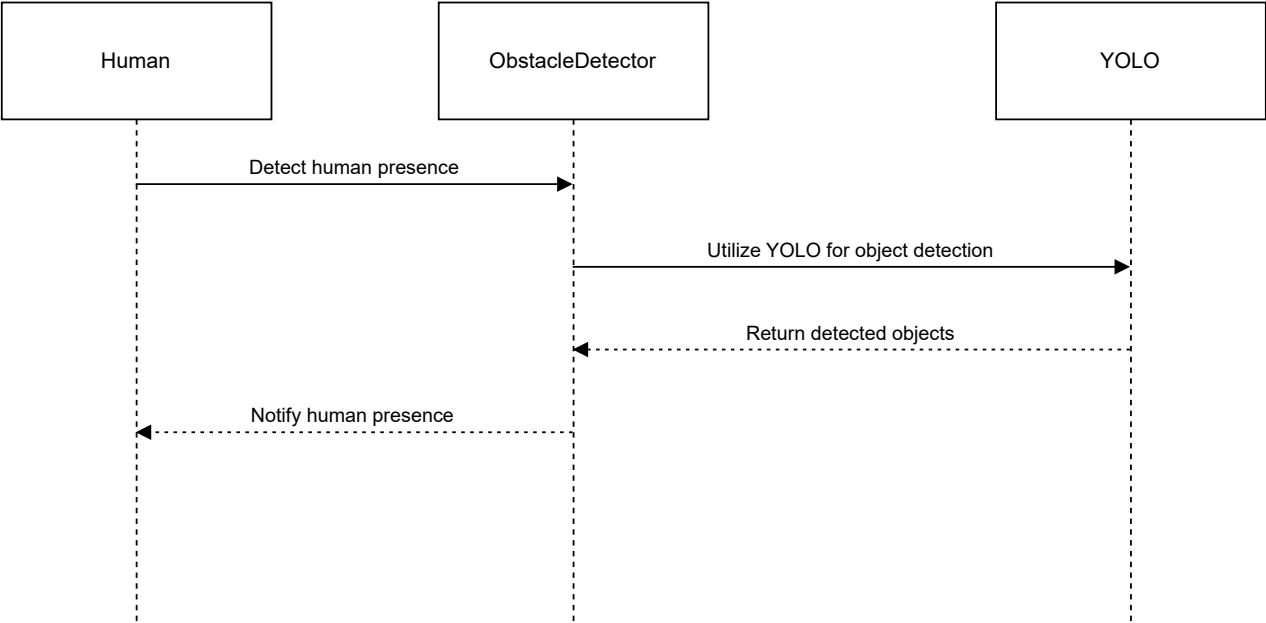 Human
ObstacleDetector
YOLO
Detect human presence
Utilize YOLO for object detection
Return detected objects
Notify human presence